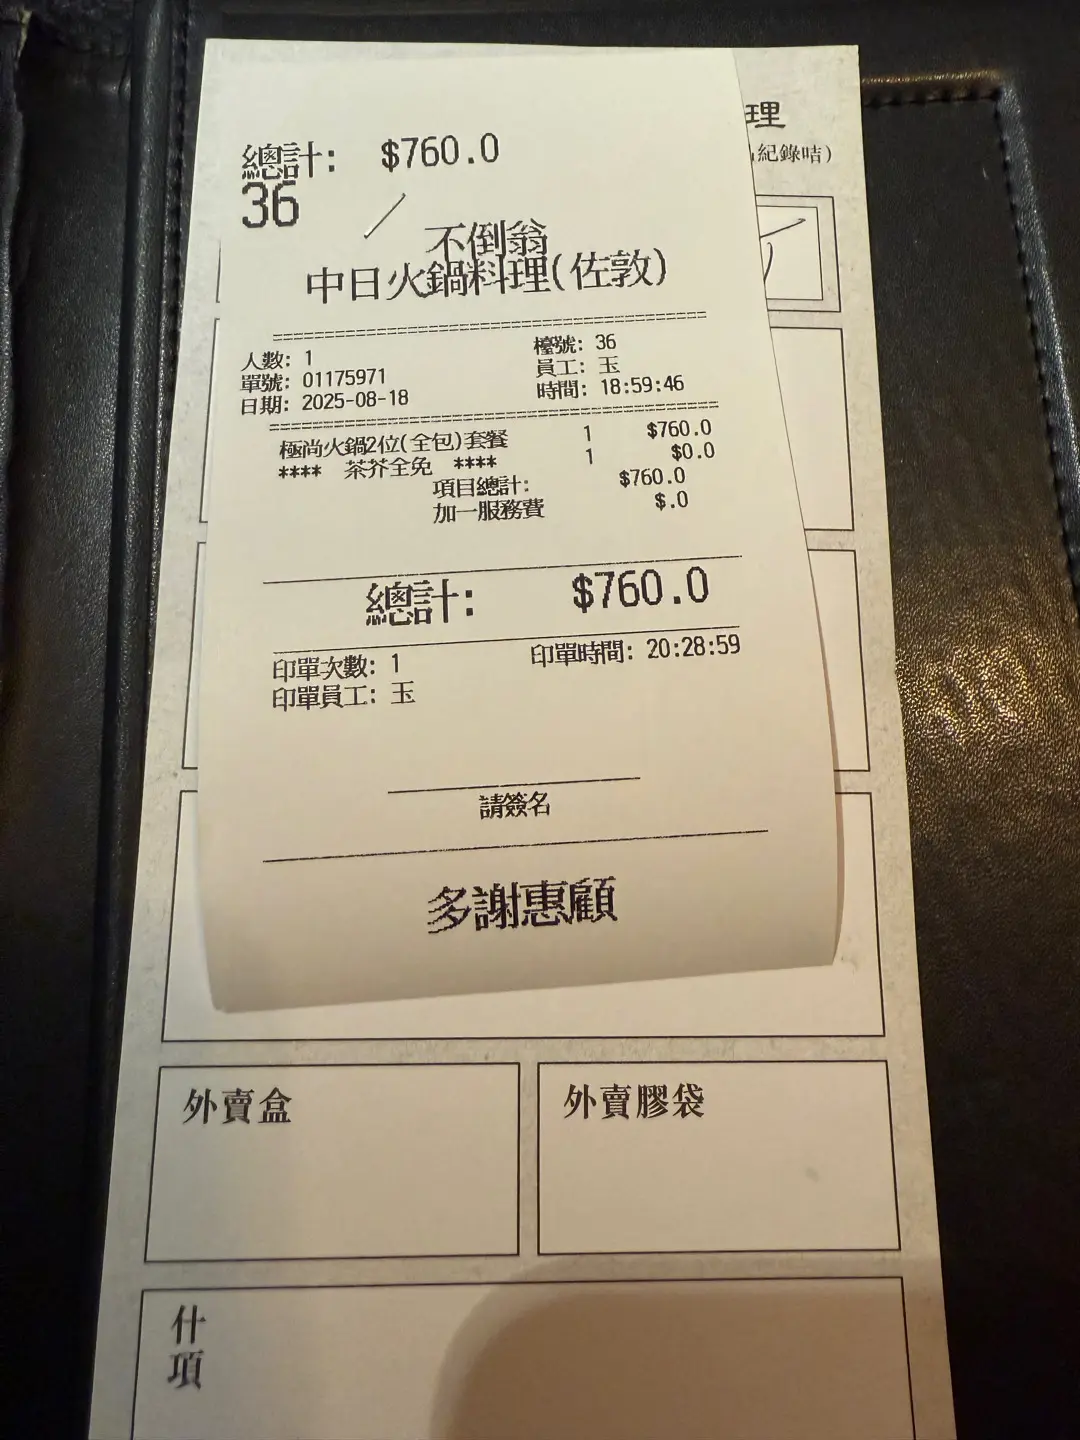 總計: $760.0
36
不倒翁
中日火鍋料理(佐敦)
人數: 1 檯號: 36
單號: 01175971 員工: 玉
日期: 2025-08-18 時間: 18:59:46
極尚火鍋2位(全包)套餐 1 $760.0
**** 茶芥全免 **** 1 $0.0
項目總計: $760.0
加一服務費 $.0
總計: $760.0
印單次數: 1 印單時間: 20:28:59
印單員工: 玉
請簽名
多謝惠顧
理
紀錄咭)
外賣盒 外賣膠袋
什項